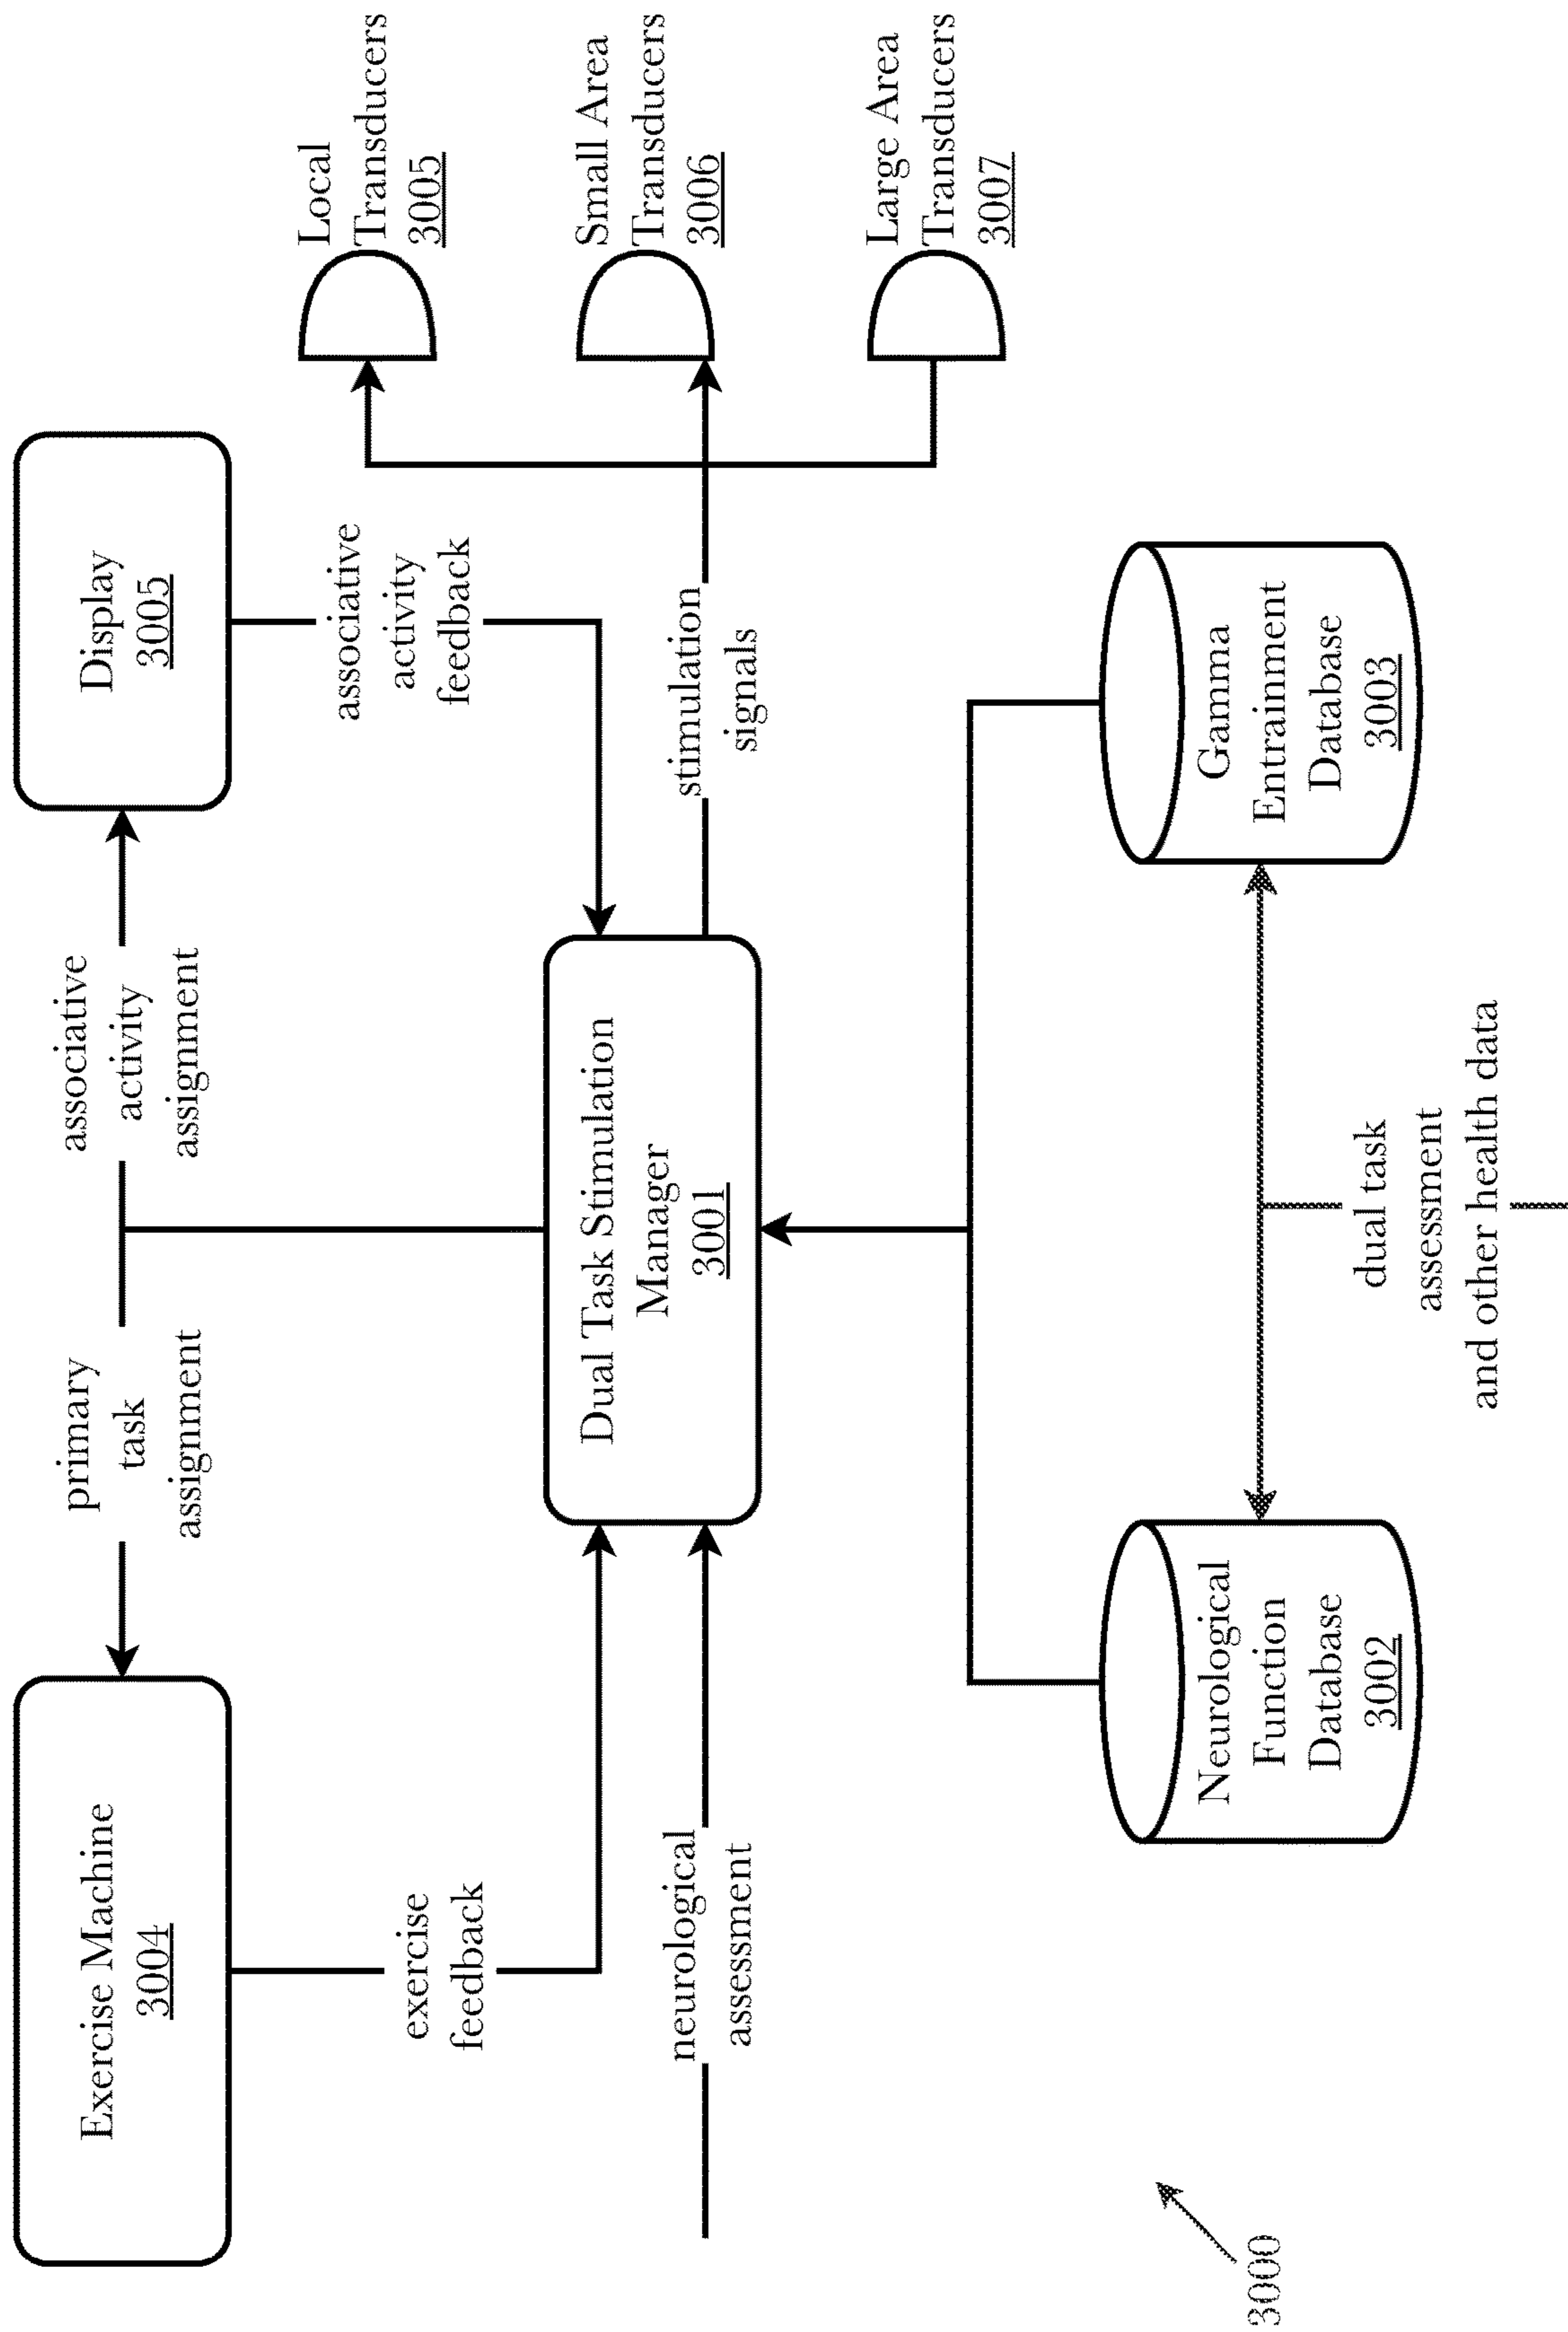 Exercise Machine
3004
primary
task
assignment
associative
activity
assignment
Display
3005
exercise
feedback
associative
activity
feedback
Local
Transducers
3005
neurological
assessment
Dual Task Stimulation
Manager
3001
stimulation
signals
Small Area
Transducers
3006
Large Area
Transducers
3007
Neurological
Function
Database
3002
Gamma
Entrainment
Database
3003
dual task
assessment
and other health data
3000